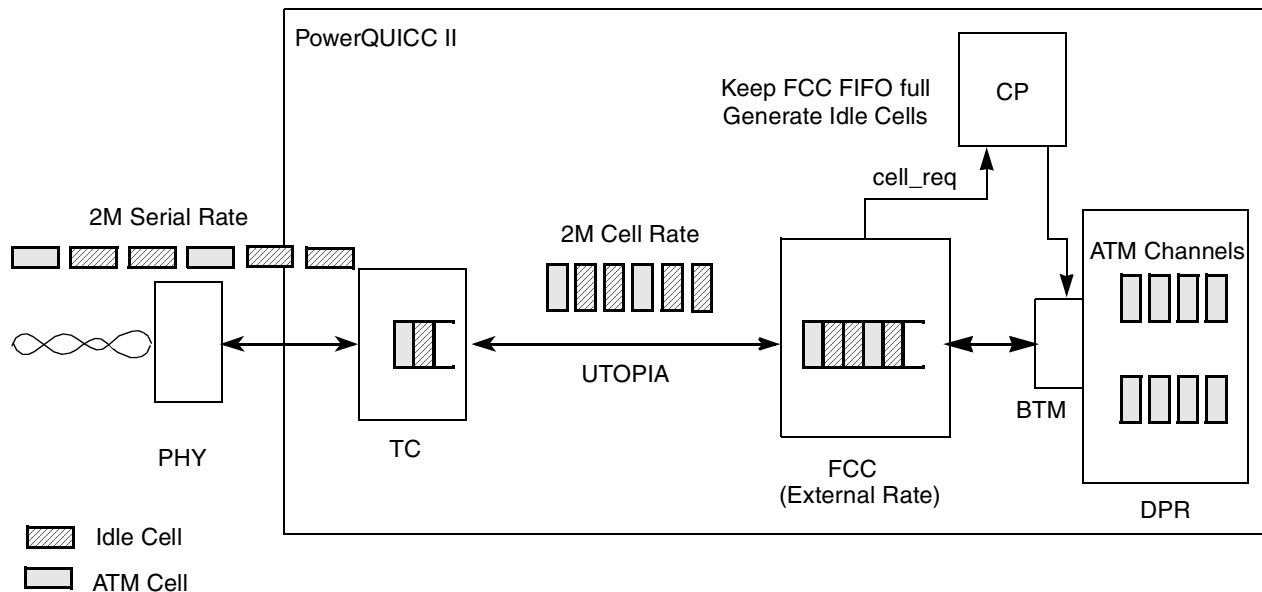 PowerQUICC II
Keep FCC FIFO full
Generate Idle Cells
CP
cell_req
2M Serial Rate
2M Cell Rate
ATM Channels
UTOPIA
BTM
PHY
TC
FCC
(External Rate)
DPR
Idle Cell
ATM Cell